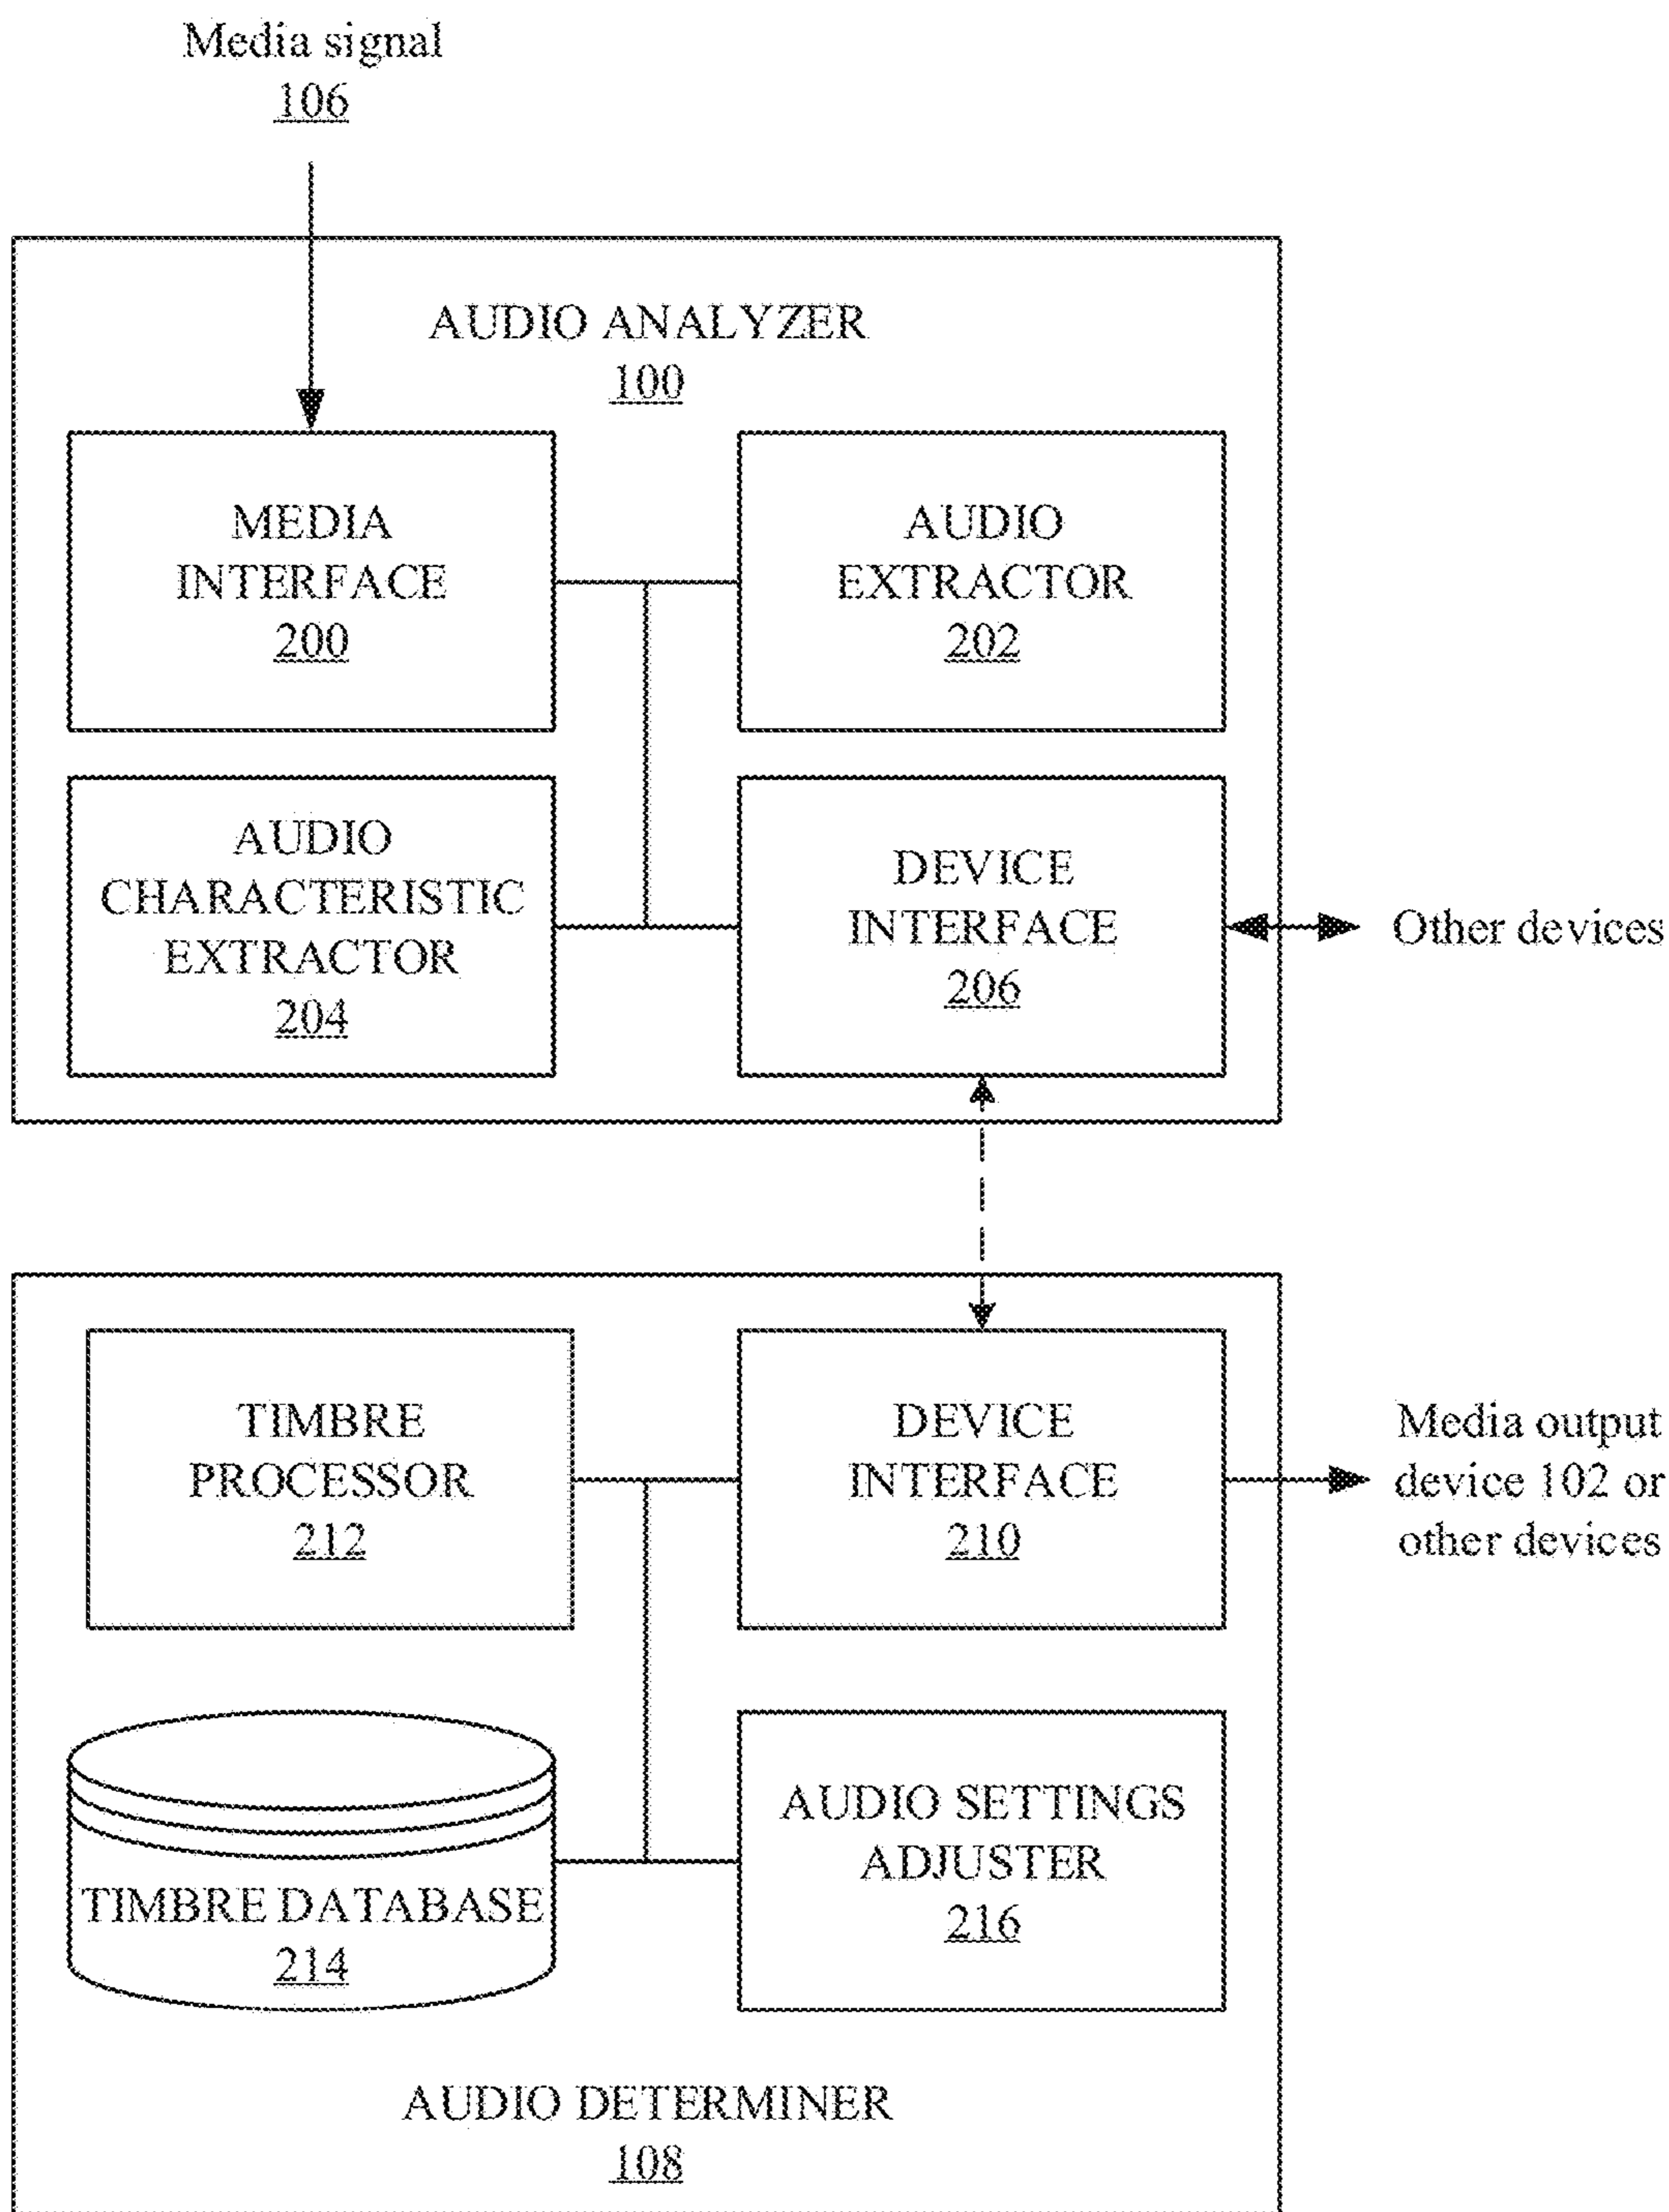 Media signal
106
AUDIO ANALYZER
100
MEDIA
INTERFACE
200
AUDIO
EXTRACTOR
202
AUDIO
CHARACTERISTIC
EXTRACTOR
204
DEVICE
INTERFACE
206
Other devices
TIMBRE
PROCESSOR
212
DEVICE
INTERFACE
210
Media output
device 102 or
other devices
TIMBRE DATABASE
214
AUDIO SETTINGS
ADJUSTER
216
AUDIO DETERMINER
108